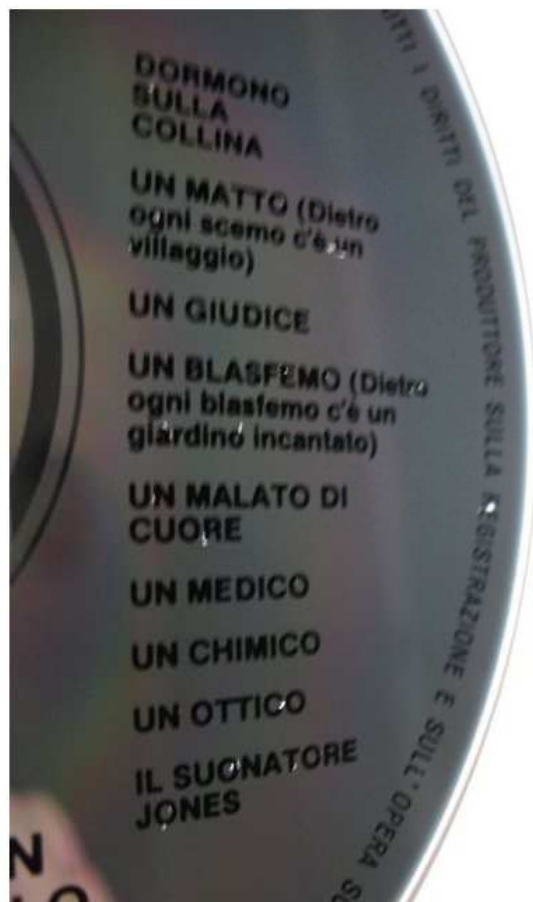 DORMONO
SULLA
COLLINA
UN MATTO (Dietro
ogni scemo c'è un
villaggio)
UN GIUDICE
UN BLASFEMO (Dietro
ogni blasfemo c'è un
giardino incantato)
UN MALATO DI
CUORE
UN MEDICO
UN CHIMICO
UN OTTICO
IL SUONATORE
JONES
I DIRITTI DEL PRODUTTORE SULLA REGISTRAZIONE E SULL'OPERA